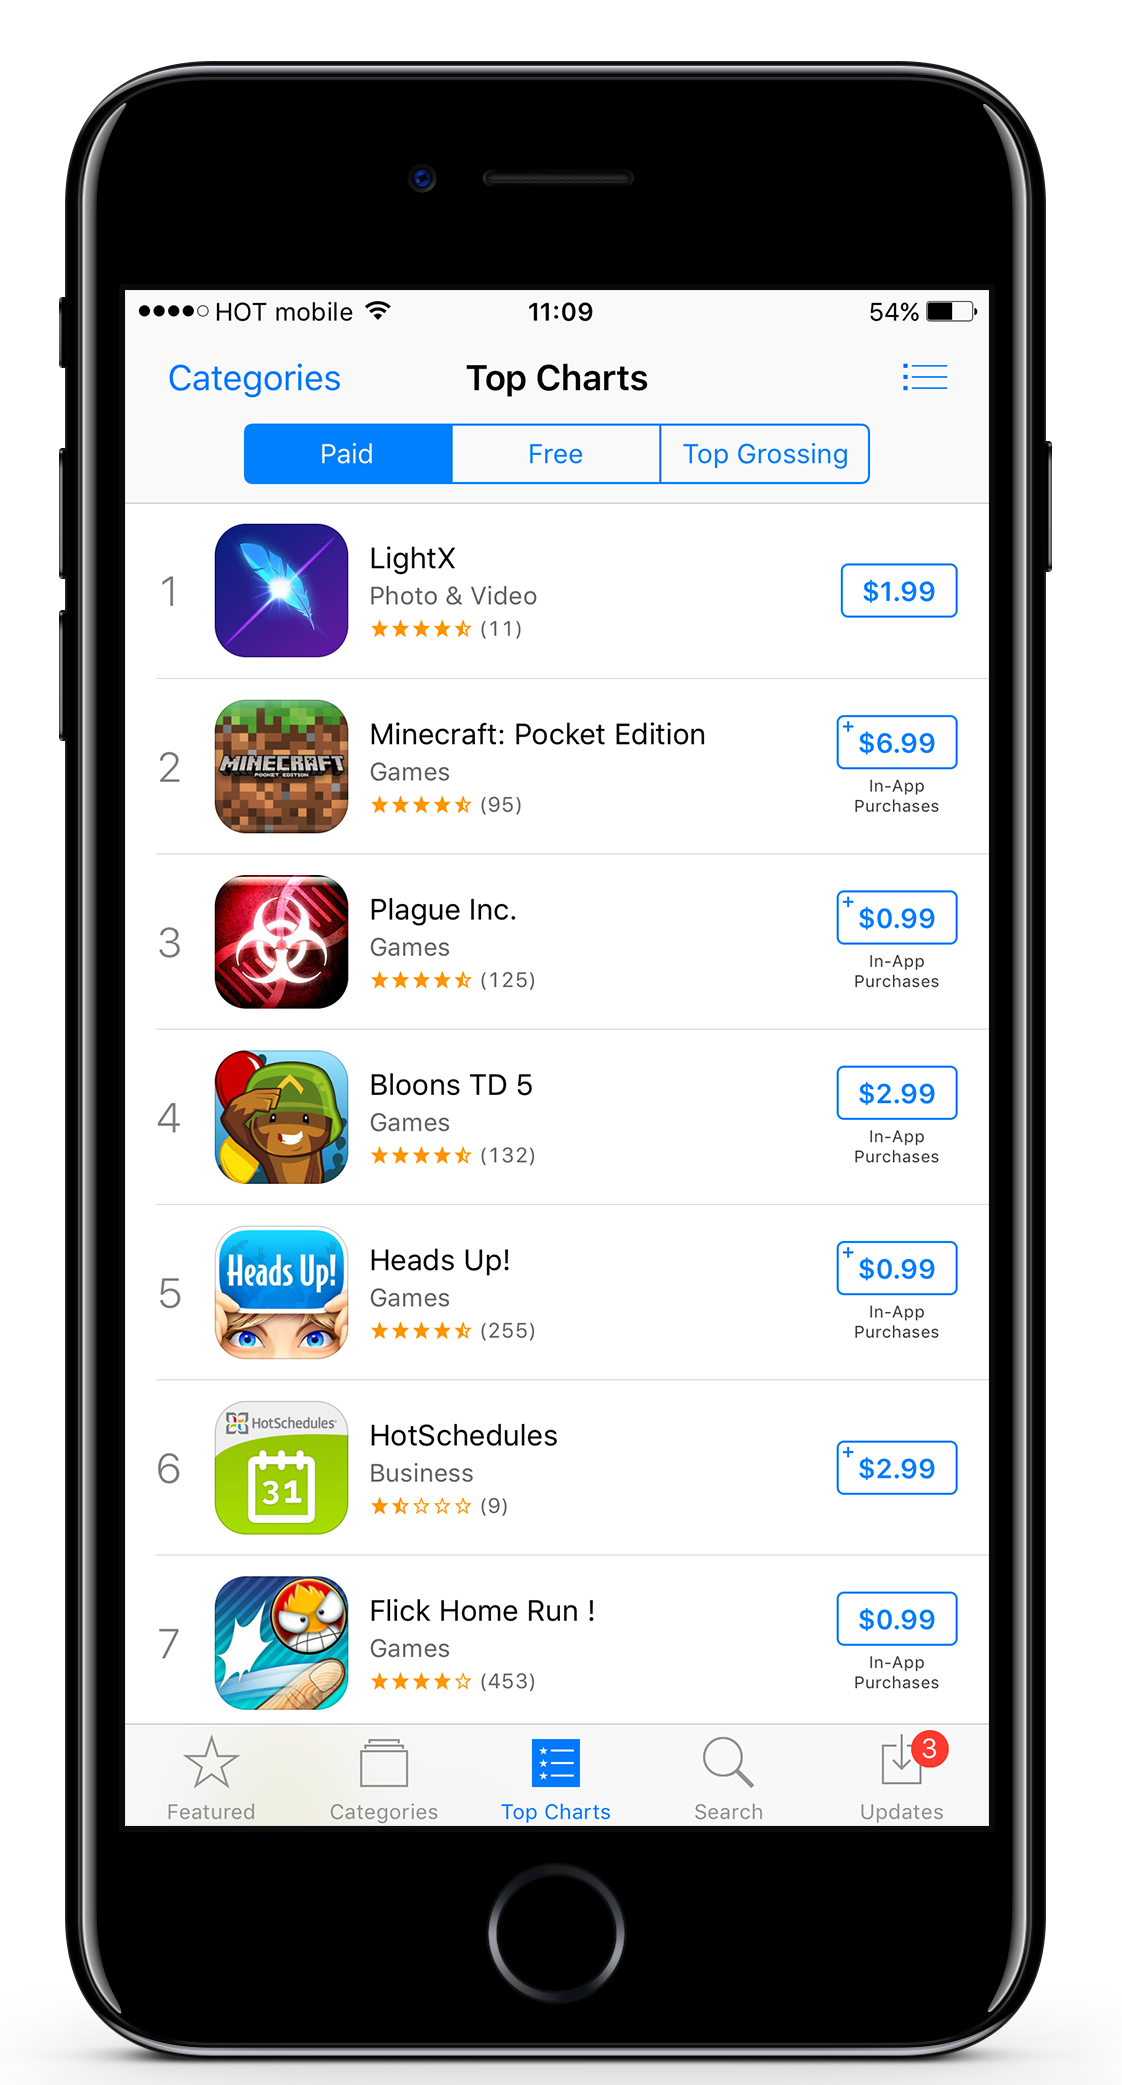 HOT mobile 11:09 54%
Categories Top Charts
Paid Free Top Grossing
1
LightX
Photo & Video
(11)
$1.99
2
MINECRAFT
POCKET EDITION
Minecraft: Pocket Edition
Games
(95)
+ $6.99
In-App
Purchases
3
Plague Inc.
Games
(125)
+ $0.99
In-App
Purchases
4
Bloons TD 5
Games
(132)
$2.99
In-App
Purchases
5
Heads Up!
Heads Up!
Games
(255)
+ $0.99
In-App
Purchases
6
HotSchedules
31
HotSchedules
Business
(9)
+ $2.99
7
Flick Home Run !
Games
(453)
$0.99
In-App
Purchases
3
Featured Categories Top Charts Search Updates